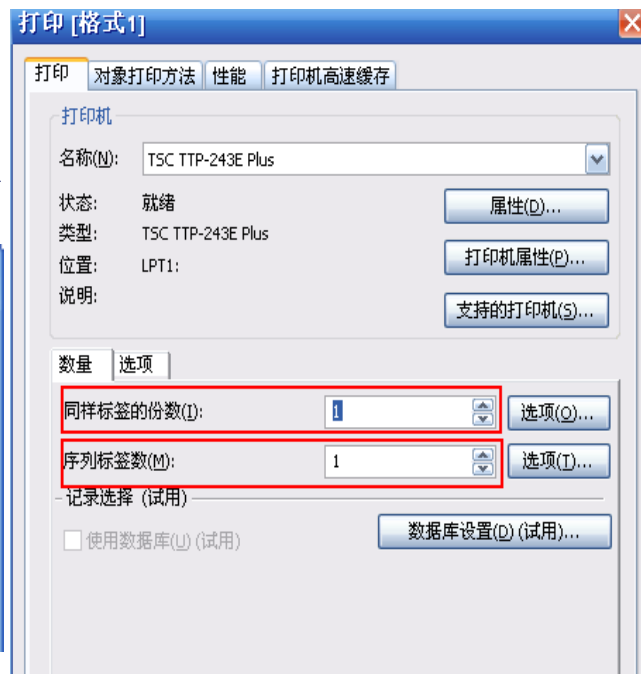 打印 [格式1]
打印 对象打印方法 性能 打印机高速缓存
打印机
名称(N): TSC TTP-243E Plus
状态: 就绪 属性(D)...
类型: TSC TTP-243E Plus
位置: LPT1: 打印机属性(P)...
说明: 支持的打印机(S)...
数量 选项
同样标签的份数(I): 1 选项(O)...
序列标签数(M): 1 选项(T)...
记录选择 (试用)
使用数据库(U) (试用) 数据库设置(D) (试用)...